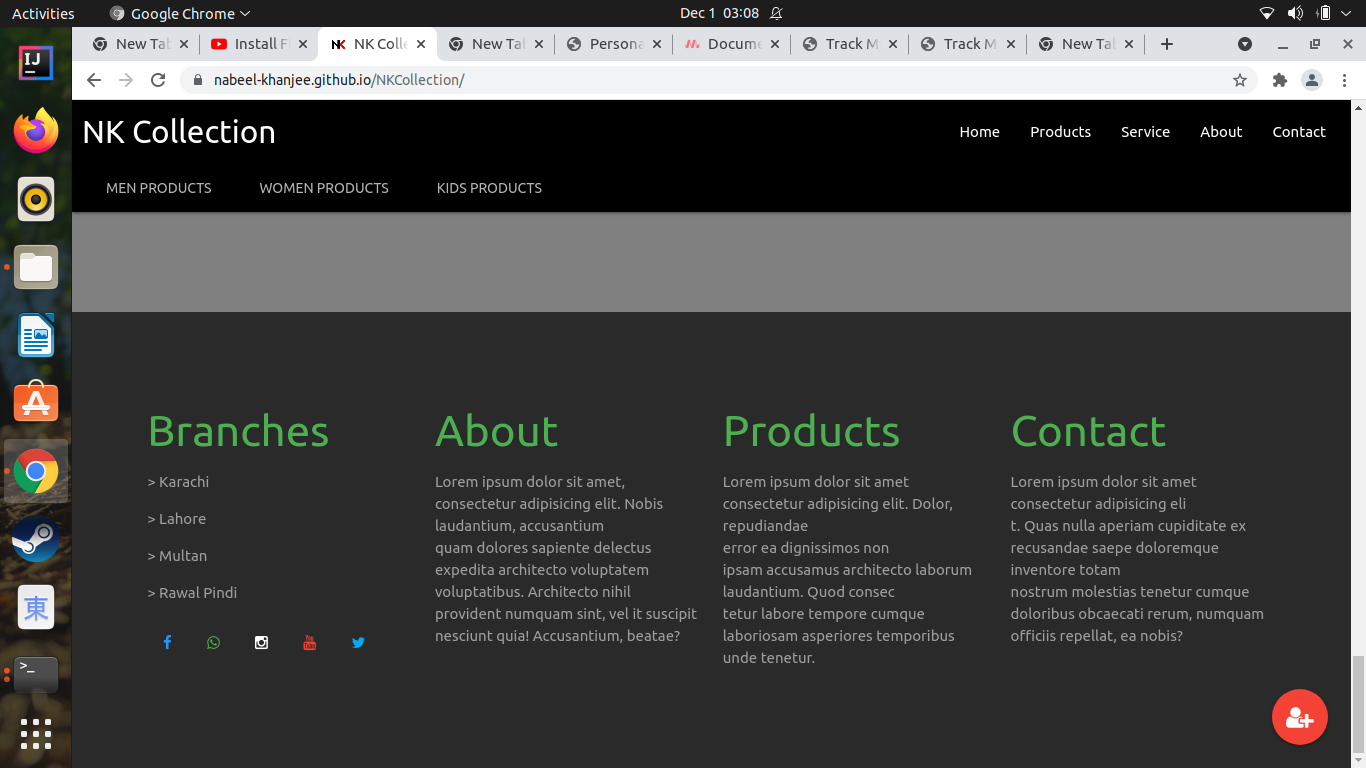 Activities
Google Chrome
Dec 1 03:08
New Tab
Install F
NK Colle
New Tab
Persona
Docume
Track M
Track M
New Tab
nabeel-khanjee.github.io/NKCollection/
NK Collection
Home
Products
Service
About
Contact
MEN PRODUCTS
WOMEN PRODUCTS
KIDS PRODUCTS
Branches
> Karachi
> Lahore
> Multan
> Rawal Pindi
About
Lorem ipsum dolor sit amet,
consectetur adipisicing elit. Nobis
laudantium, accusantium
quam dolores sapiente delectus
expedita architecto voluptatem
voluptatibus. Architecto nihil
provident numquam sint, vel it suscipit
nesciunt quia! Accusantium, beatae?
Products
Lorem ipsum dolor sit amet
consectetur adipisicing elit. Dolor,
repudiandae
error ea dignissimos non
ipsam accusamus architecto laborum
laudantium. Quod consec
tetur labore tempore cumque
laboriosam asperiores temporibus
unde tenetur.
Contact
Lorem ipsum dolor sit amet
consectetur adipisicing eli
t. Quas nulla aperiam cupiditate ex
recusandae saepe doloremque
inventore totam
nostrum molestias tenetur cumque
doloribus obcaecati rerum, numquam
officiis repellat, ea nobis?
IJ
東
>_
NK
You
Tube